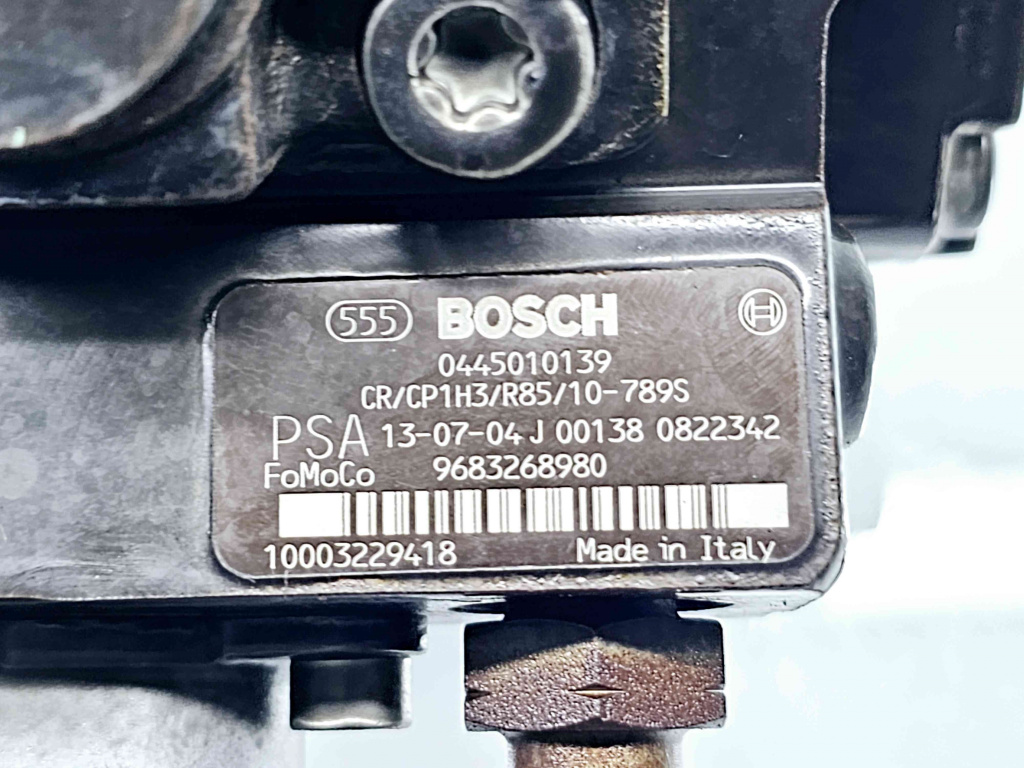 555 BOSCH
0445010139
CR/CP1H3/R85/10-789S
PSA 13-07-04 J 00138 0822342
FoMoCo 9683268980
10003229418 Made in Italy